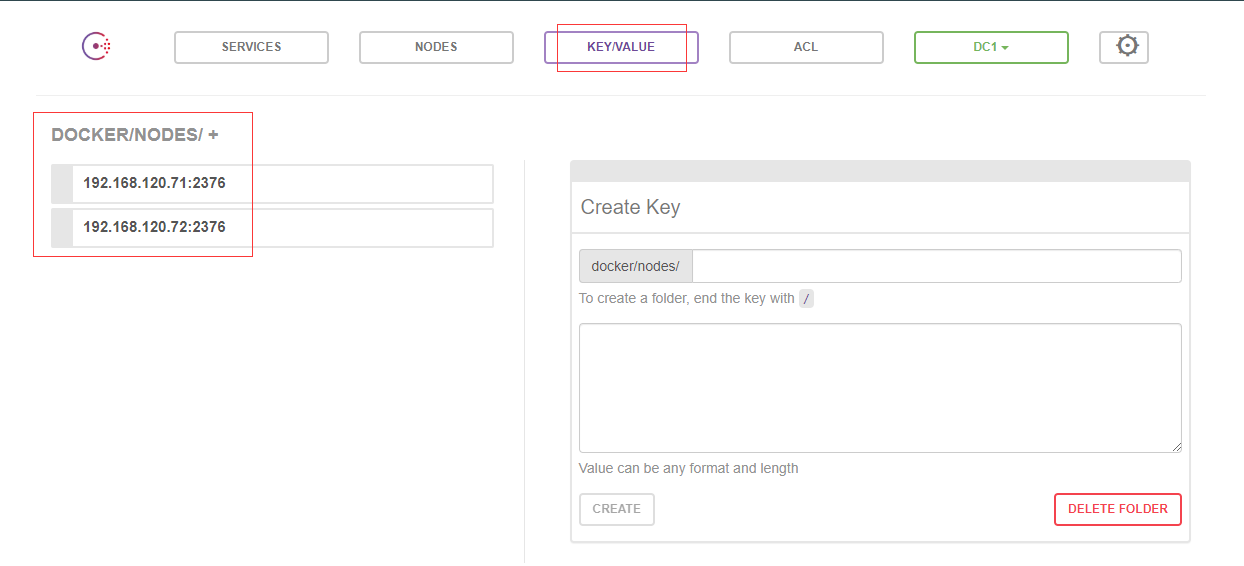 SERVICES NODES KEY/VALUE ACL DC1
DOCKER/NODES/ +
192.168.120.71:2376
192.168.120.72:2376
Create Key
docker/nodes/
To create a folder, end the key with /
Value can be any format and length
CREATE DELETE FOLDER